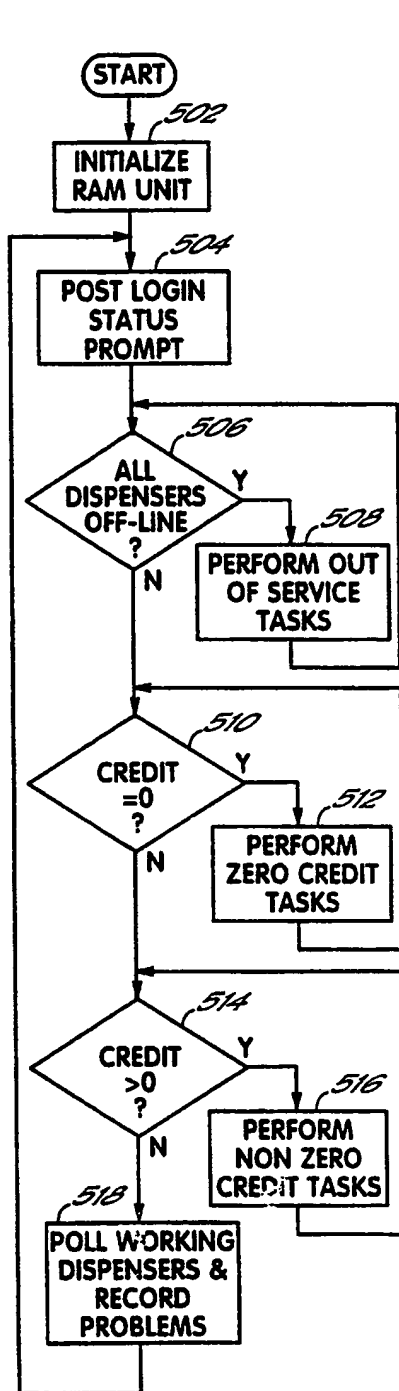 START
502
INITIALIZE
RAM UNIT
504
POST LOGIN
STATUS
PROMPT
506
ALL
DISPENSERS
OFF-LINE
?
Y
N
508
PERFORM OUT
OF SERVICE
TASKS
510
CREDIT
=0
?
Y
N
512
PERFORM
ZERO CREDIT
TASKS
514
CREDIT
>0
?
Y
N
516
PERFORM
NON ZERO
CREDIT TASKS
518
POLL WORKING
DISPENSERS &
RECORD
PROBLEMS